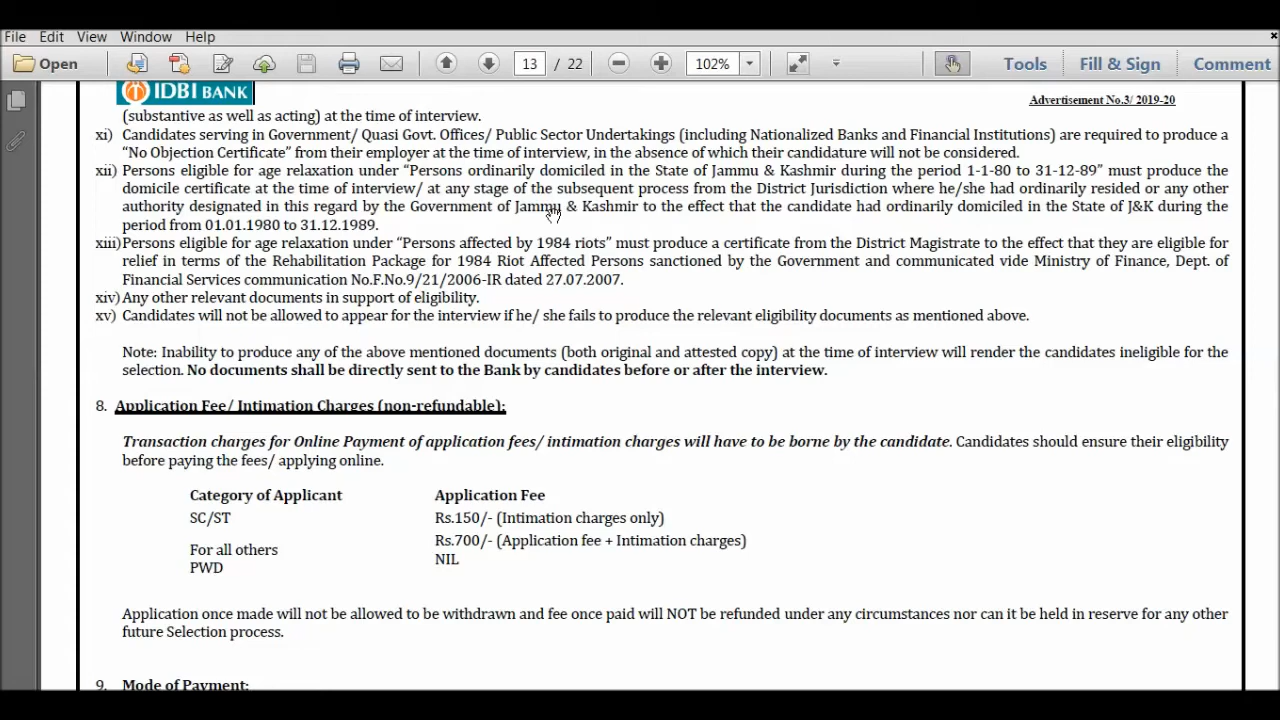 File Edit View Window Help
Open 13 / 22 102% Tools Fill & Sign Comment
IDBI BANK
Advertisement No.3/ 2019-20
(substantive as well as acting) at the time of interview.
xi) Candidates serving in Government/ Quasi Govt. Offices/ Public Sector Undertakings (including Nationalized Banks and Financial Institutions) are required to produce a
“No Objection Certificate” from their employer at the time of interview, in the absence of which their candidature will not be considered.
xii) Persons eligible for age relaxation under “Persons ordinarily domiciled in the State of Jammu & Kashmir during the period 1-1-80 to 31-12-89” must produce the
domicile certificate at the time of interview/ at any stage of the subsequent process from the District Jurisdiction where he/she had ordinarily resided or any other
authority designated in this regard by the Government of Jammu & Kashmir to the effect that the candidate had ordinarily domiciled in the State of J&K during the
period from 01.01.1980 to 31.12.1989.
xiii) Persons eligible for age relaxation under “Persons affected by 1984 riots” must produce a certificate from the District Magistrate to the effect that they are eligible for
relief in terms of the Rehabilitation Package for 1984 Riot Affected Persons sanctioned by the Government and communicated vide Ministry of Finance, Dept. of
Financial Services communication No.F.No.9/21/2006-IR dated 27.07.2007.
xiv) Any other relevant documents in support of eligibility.
xv) Candidates will not be allowed to appear for the interview if he/ she fails to produce the relevant eligibility documents as mentioned above.
Note: Inability to produce any of the above mentioned documents (both original and attested copy) at the time of interview will render the candidates ineligible for the
selection. No documents shall be directly sent to the Bank by candidates before or after the interview.
8. Application Fee/ Intimation Charges (non-refundable):
Transaction charges for Online Payment of application fees/ intimation charges will have to be borne by the candidate. Candidates should ensure their eligibility
before paying the fees/ applying online.
Category of Applicant Application Fee
SC/ST Rs.150/- (Intimation charges only)
For all others Rs.700/- (Application fee + Intimation charges)
PWD NIL
Application once made will not be allowed to be withdrawn and fee once paid will NOT be refunded under any circumstances nor can it be held in reserve for any other
future Selection process.
9. Mode of Payment: